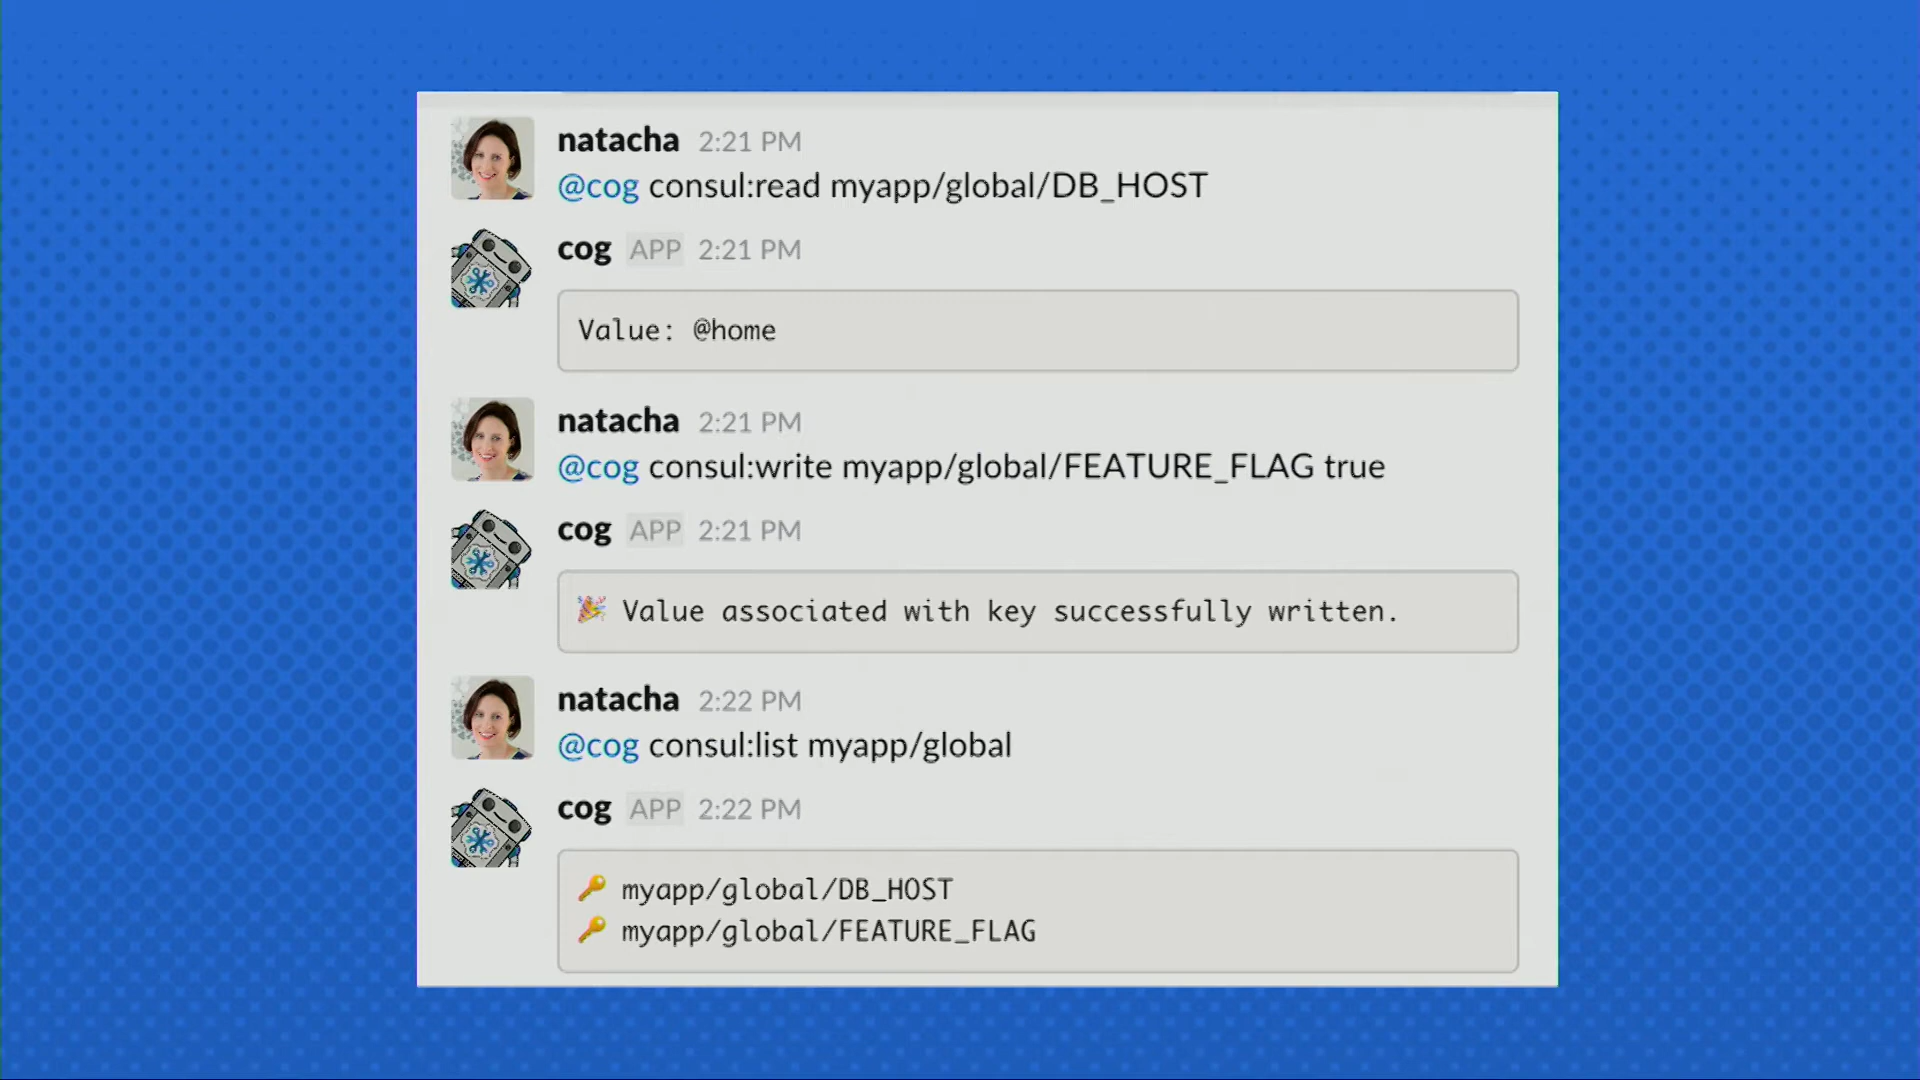 natacha 2:21 PM
@cog consul:read myapp/global/DB_HOST
cog APP 2:21 PM
Value: @home
natacha 2:21 PM
@cog consul:write myapp/global/FEATURE_FLAG true
cog APP 2:21 PM
🎉 Value associated with key successfully written.
natacha 2:22 PM
@cog consul:list myapp/global
cog APP 2:22 PM
🔑 myapp/global/DB_HOST
🔑 myapp/global/FEATURE_FLAG